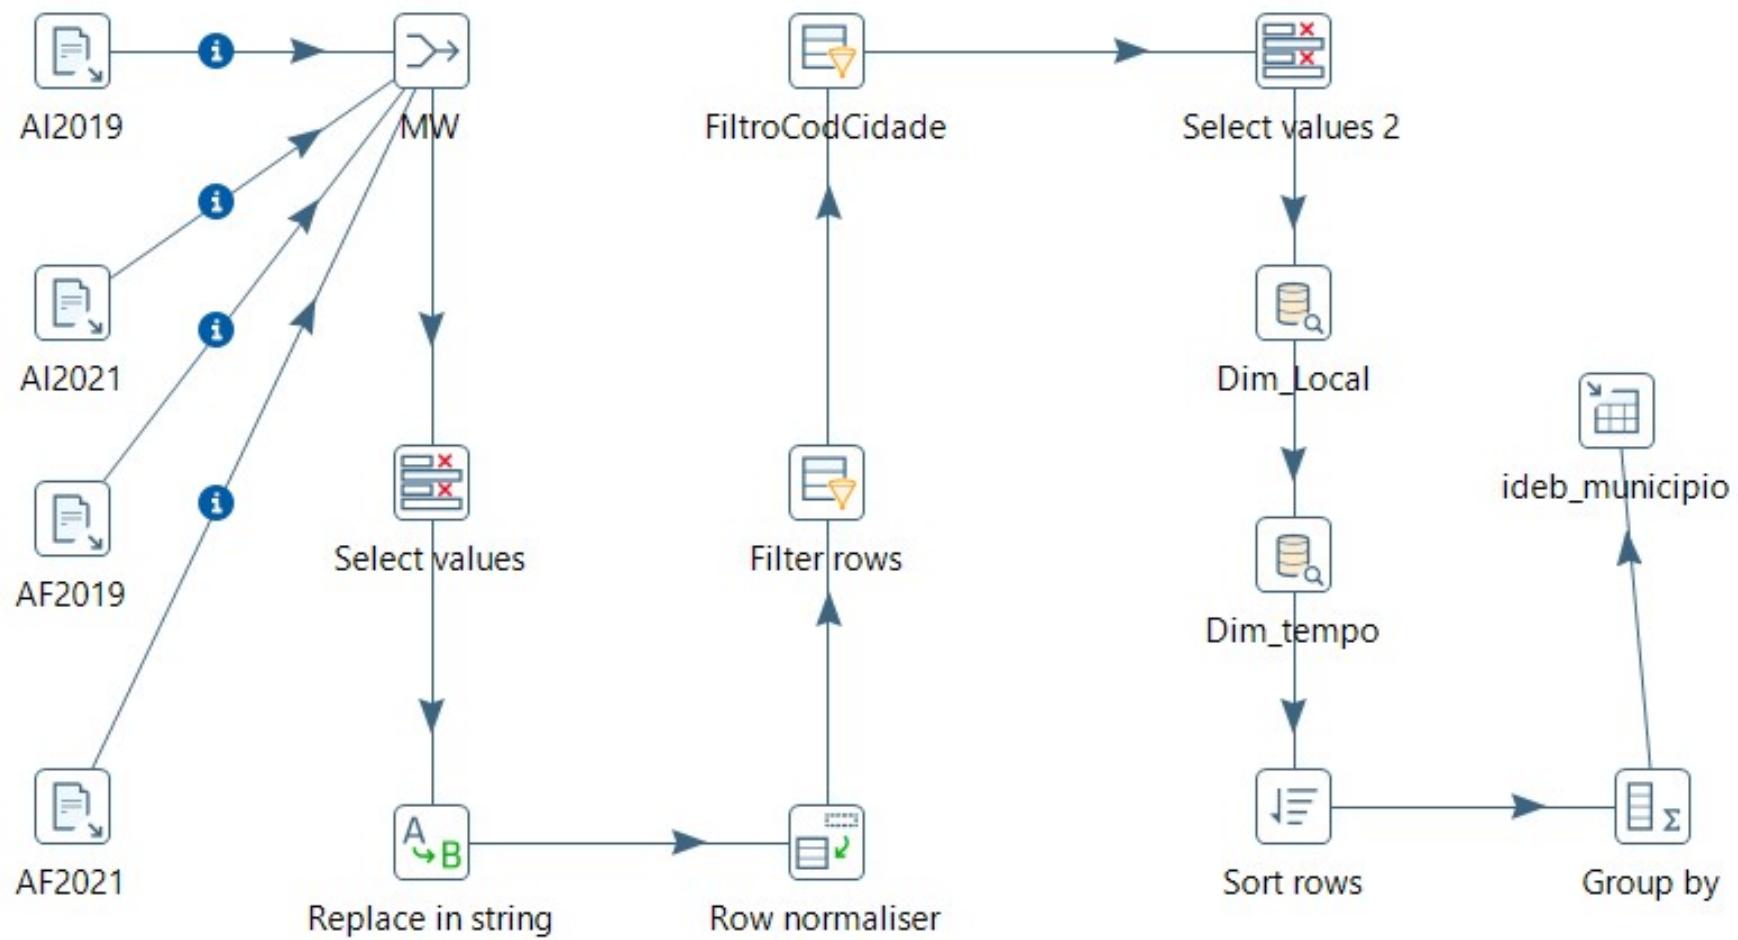 AI2019
MW
FiltroCodCidade
Select values 2
AI2021
Dim_Local
ideb_municipio
Select values
Filter rows
AF2019
Dim_tempo
AF2021
A
B
Σ
Sort rows
Group by
Replace in string
Row normaliser